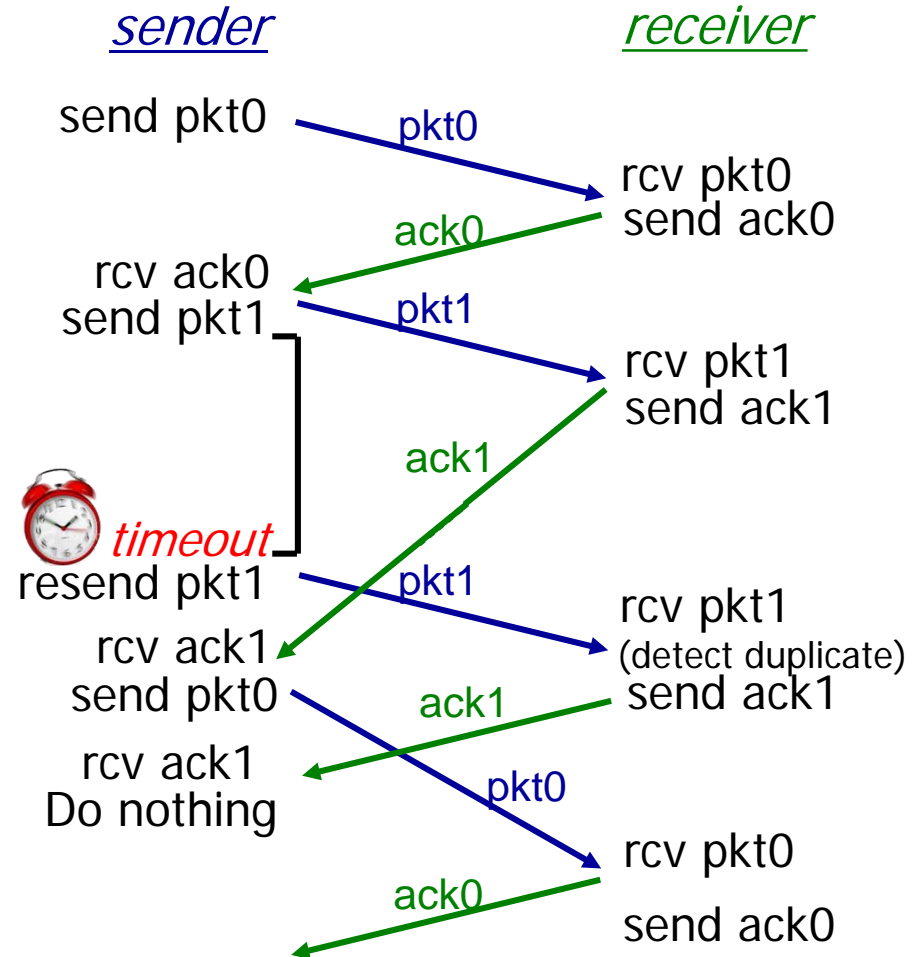 sender
receiver
send pkt0
pkt0
rcv pkt0
send ack0
ack0
rcv ack0
send pkt1
pkt1
rcv pkt1
send ack1
ack1
timeout
resend pkt1
pkt1
rcv pkt1
(detect duplicate)
send ack1
rcv ack1
send pkt0
ack1
rcv ack1
Do nothing
pkt0
rcv pkt0
send ack0
ack0